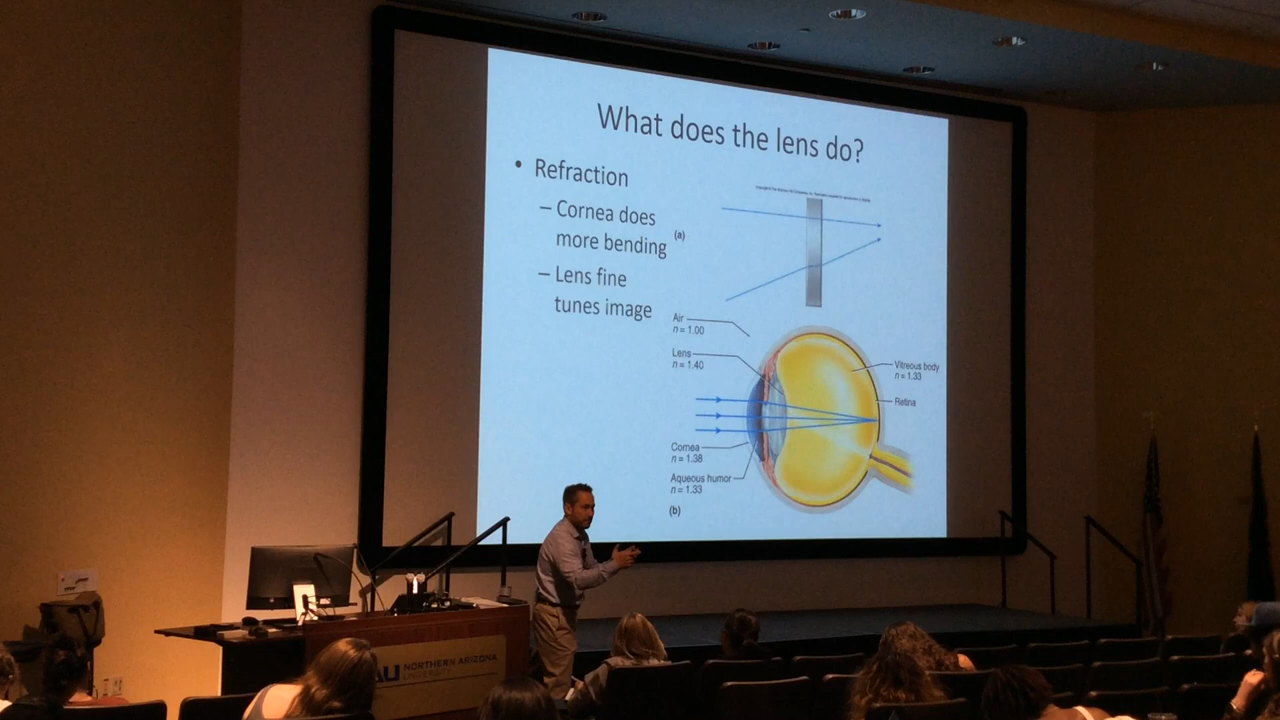 What does the lens do?
• Refraction
– Cornea does
more bending
– Lens fine
tunes image
(a)
Air
n = 1.00
Lens
n = 1.40
Vitreous body
n = 1.33
Retina
Cornea
n = 1.38
Aqueous humor
n = 1.33
(b)
AU NORTHERN ARIZONA
UNIVERSITY